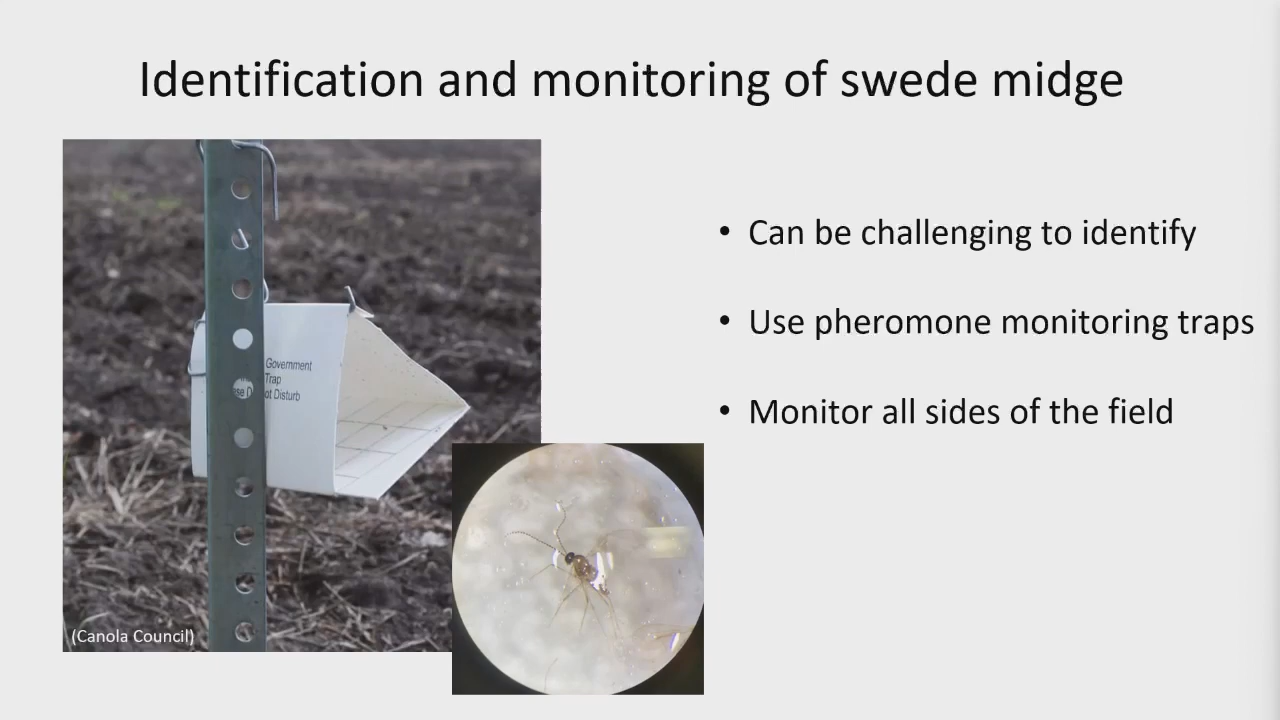 Identification and monitoring of swede midge
• Can be challenging to identify
• Use pheromone monitoring traps
• Monitor all sides of the field
Government
Trap
ot Disturb
(Canola Council)